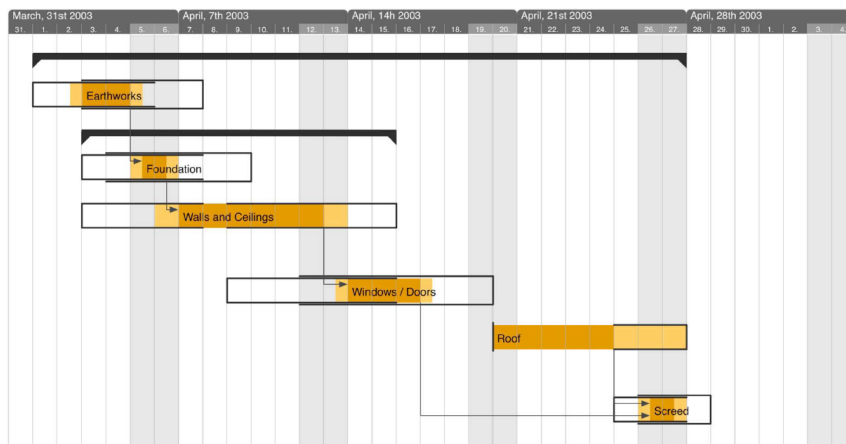 March, 31st 2003 April, 7th 2003 April, 14h 2003 April, 21st 2003 April, 28th 2003
31. 1. 2. 3. 4. 5. 6. 7. 8. 9. 10. 11. 12. 13. 14. 15. 16. 17. 18. 19. 20. 21. 22. 23. 24. 25. 26. 27. 28. 29. 30. 1. 2. 3. 4.
Earthworks
Foundation
Walls and Ceilings
Windows / Doors
Roof
Screed